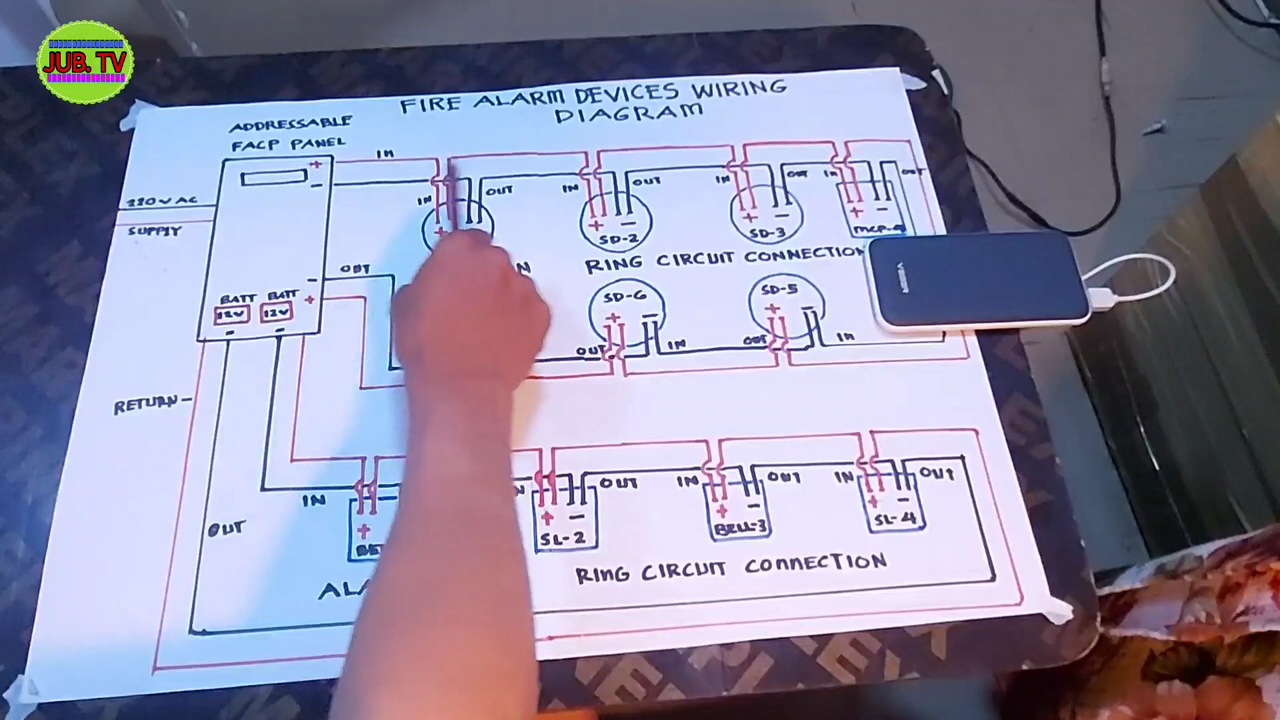 JUB. TV
FIRE ALARM DEVICES WIRING
DIAGRAM
ADDRESSABLE
FACP PANEL
+
IN
−
220V AC
SUPPLY
IN
OUT
+
IN
OUT
+ −
SD-2
IN
OUT
+ −
SD-3
IN
OUT
+ −
MCP-4
RING CIRCUIT CONNECTION
OUT
−
+
BATT BATT
12V 12V
− −
SD-6
+ −
OUT
IN
SD-5
+ −
OUT
IN
RETURN −
OUT
IN
+
OUT
+ −
SL-2
IN
OUT
+ −
BELL-3
IN
OUT
+ −
SL-4
RING CIRCUIT CONNECTION